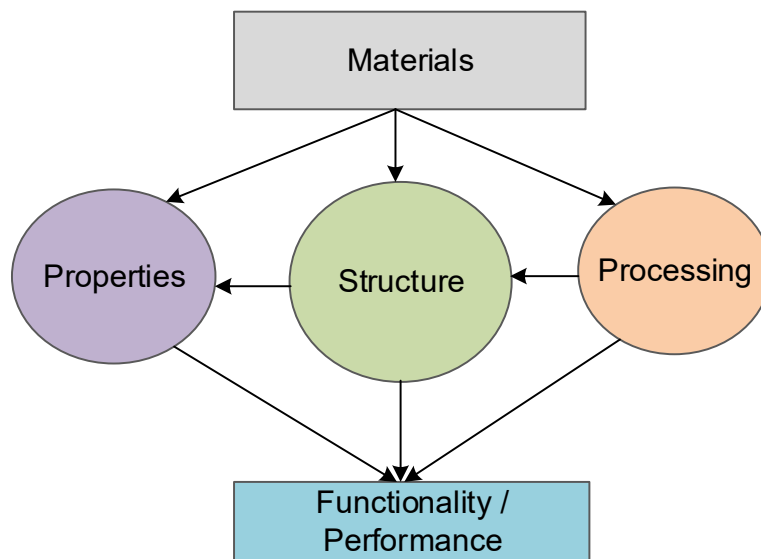 Materials
Properties
Structure
Processing
Functionality /
Performance